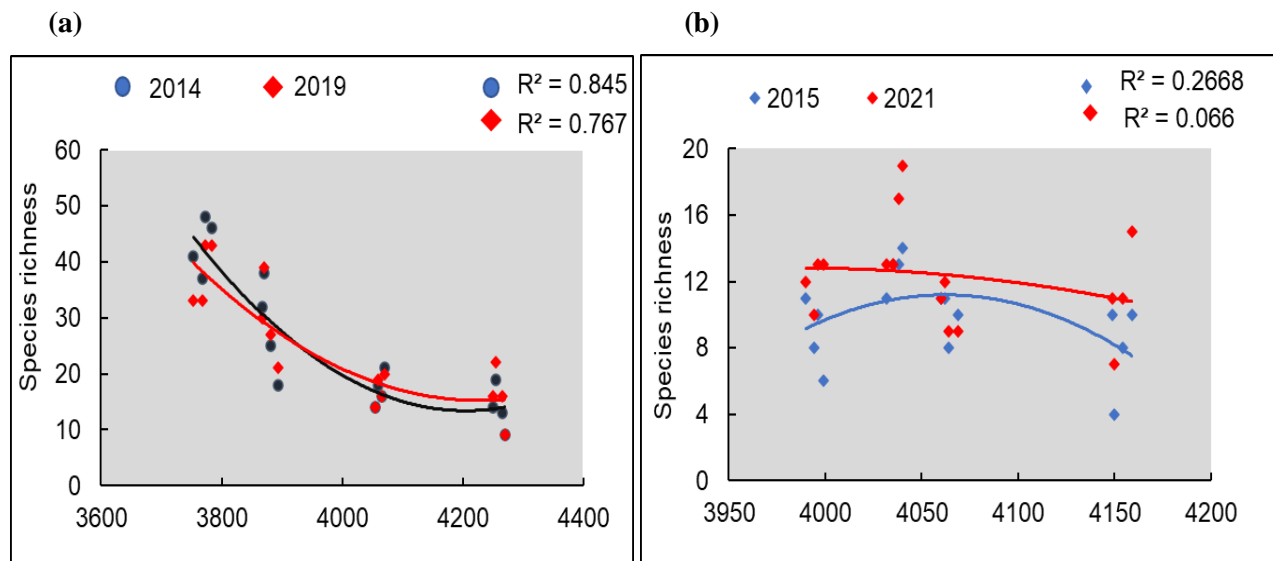 (a)
2014 2019 R² = 0.845
R² = 0.767
Species richness
60
50
40
30
20
10
0
3600 3800 4000 4200 4400
(b)
2015 2021 R² = 0.2668
R² = 0.066
Species richness
20
16
12
8
4
0
3950 4000 4050 4100 4150 4200